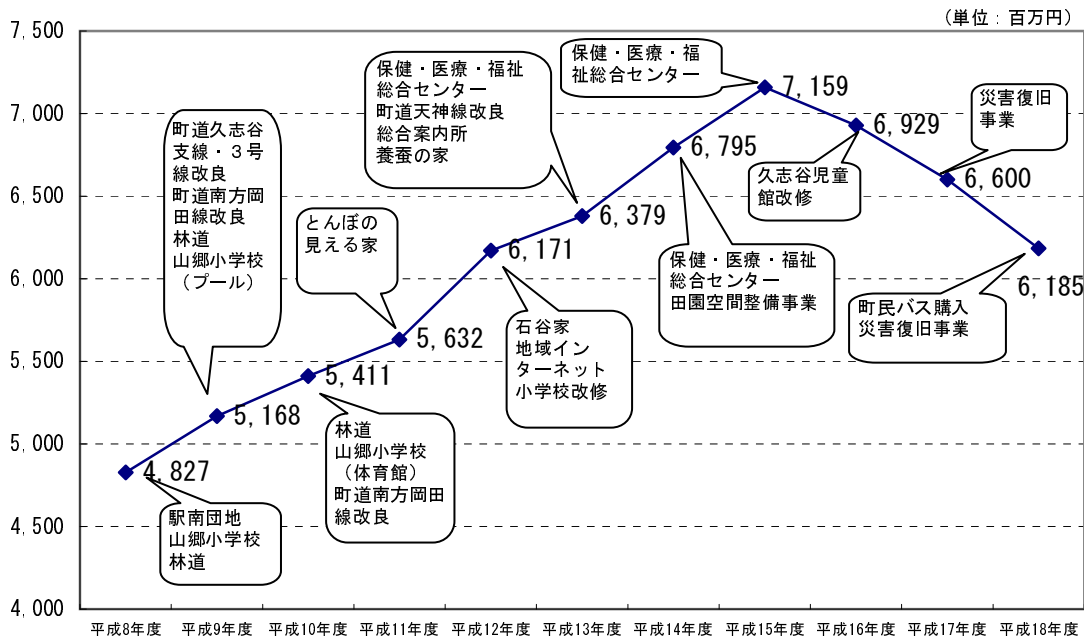 （単位：百万円）
7,500
7,000
6,500
6,000
5,500
5,000
4,500
4,000
町道久志谷
支線・３号
線改良
町道南方岡
田線改良
林道
山郷小学校
（プール）
保健・医療・福祉
総合センター
町道天神線改良
総合案内所
養蚕の家
保健・医療・福
祉総合センター
災害復旧
事業
とんぼの
見える家
久志谷児童
館改修
保健・医療・福祉
総合センター
田園空間整備事業
町民バス購入
災害復旧事業
石谷家
地域イン
ターネット
小学校改修
林道
山郷小学校
（体育館）
町道南方岡田
線改良
駅南団地
山郷小学校
林道
4,827
5,168
5,411
5,632
6,171
6,379
6,795
7,159
6,929
6,600
6,185
平成8年度
平成9年度
平成10年度
平成11年度
平成12年度
平成13年度
平成14年度
平成15年度
平成16年度
平成17年度
平成18年度